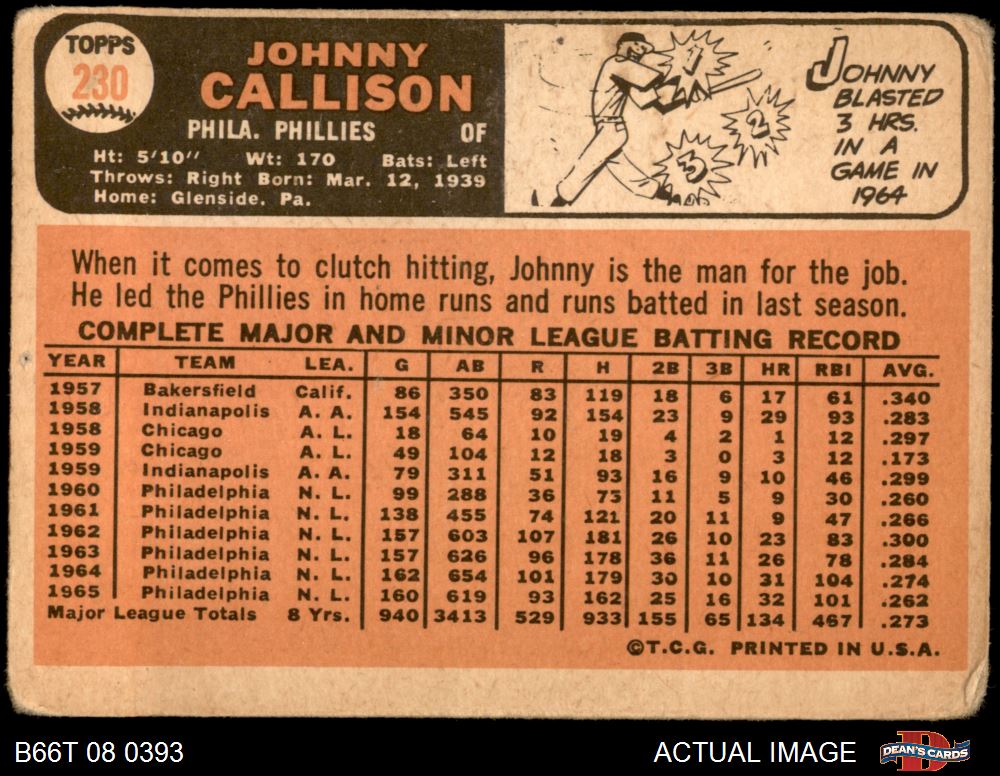 TOPPS
230
JOHNNY
CALLISON
PHILA. PHILLIES OF
Ht: 5'10" Wt: 170 Bats: Left
Throws: Right Born: Mar. 12, 1939
Home: Glenside, Pa.
1
2
3
JOHNNY
BLASTED
3 HRS.
IN A
GAME IN
1964
When it comes to clutch hitting, Johnny is the man for the job.
He led the Phillies in home runs and runs batted in last season.
COMPLETE MAJOR AND MINOR LEAGUE BATTING RECORD
YEAR TEAM LEA. G AB R H 2B 3B HR RBI AVG.
1957 Bakersfield Calif. 86 350 83 119 18 6 17 61 .340
1958 Indianapolis A. A. 154 545 92 154 23 9 29 93 .283
1958 Chicago A. L. 18 64 10 19 4 2 1 12 .297
1959 Chicago A. L. 49 104 12 18 3 0 3 12 .173
1959 Indianapolis A. A. 79 311 51 93 16 9 10 46 .299
1960 Philadelphia N. L. 99 288 36 75 11 5 9 30 .260
1961 Philadelphia N. L. 138 455 74 121 20 11 9 47 .266
1962 Philadelphia N. L. 157 603 107 181 26 10 23 83 .300
1963 Philadelphia N. L. 157 626 96 178 36 11 26 78 .284
1964 Philadelphia N. L. 162 654 101 179 30 10 31 104 .274
1965 Philadelphia N. L. 160 619 93 162 25 16 32 101 .262
Major League Totals 8 Yrs. 940 3413 529 933 155 65 134 467 .273
©T.C.G. PRINTED IN U.S.A.
B66T 08 0393 ACTUAL IMAGE DEAN'S CARDS